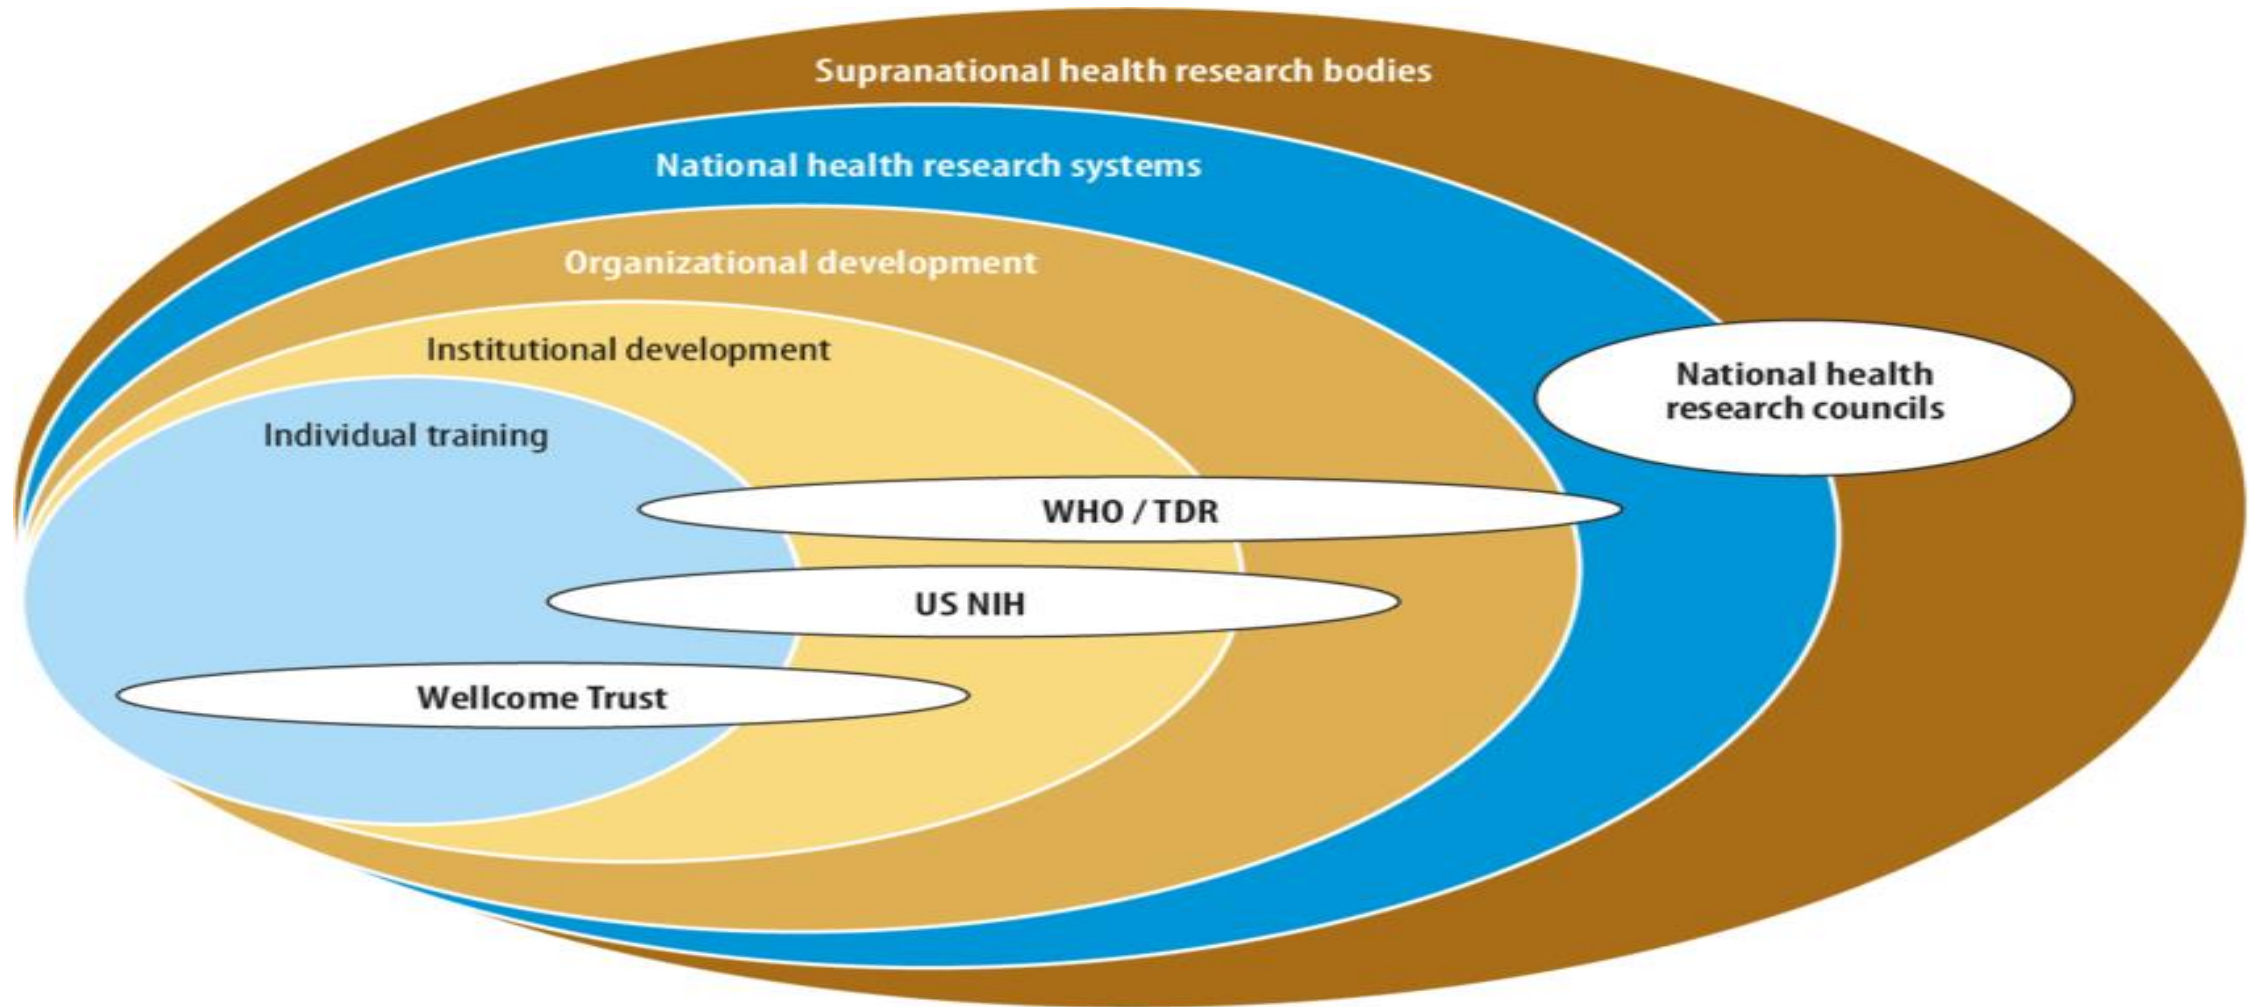 Supranational health research bodies
National health research systems
Organizational development
Institutional development
Individual training
National health
research councils
WHO / TDR
US NIH
Wellcome Trust